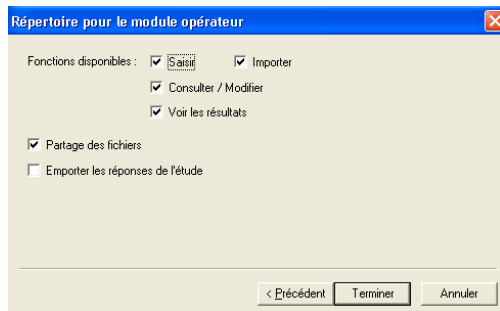 Répertoire pour le module opérateur
Fonctions disponibles : Saisir Importer
Consulter / Modifier
Voir les résultats
Partage des fichiers
Emporter les réponses de l'étude
< Précédent Terminer Annuler